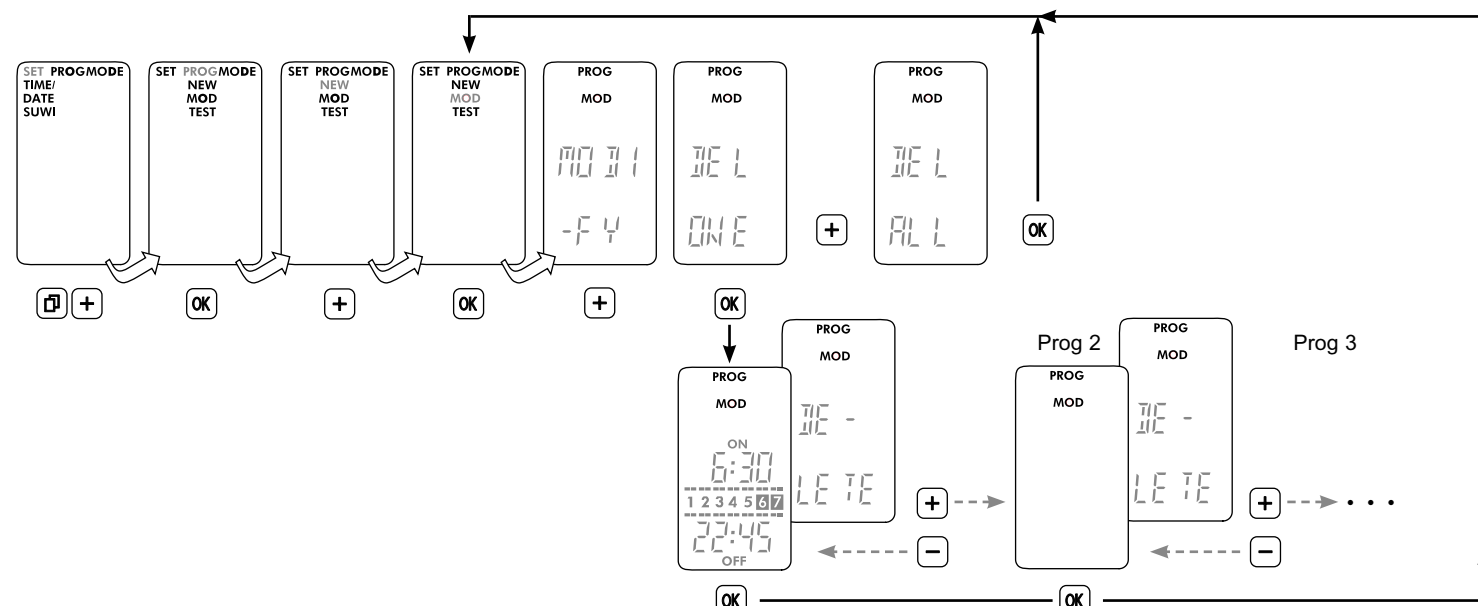 SET PROGMODE
TIME/
DATE
SUWI
SET PROGMODE
NEW
MOD
TEST
SET PROGMODE
NEW
MOD
TEST
SET PROGMODE
NEW
MOD
TEST
PROG
MOD
MODI
-FY
PROG
MOD
DEL
ONE
+
PROG
MOD
DEL
ALL
OK
+
OK
+
OK
+
OK
PROG
MOD
DE -
LETE
PROG
MOD
ON
6:30
1 2 3 4 5 6 7
22:45
OFF
+
-
OK
Prog 2
PROG
MOD
PROG
MOD
DE -
LETE
+
-
OK
Prog 3
...